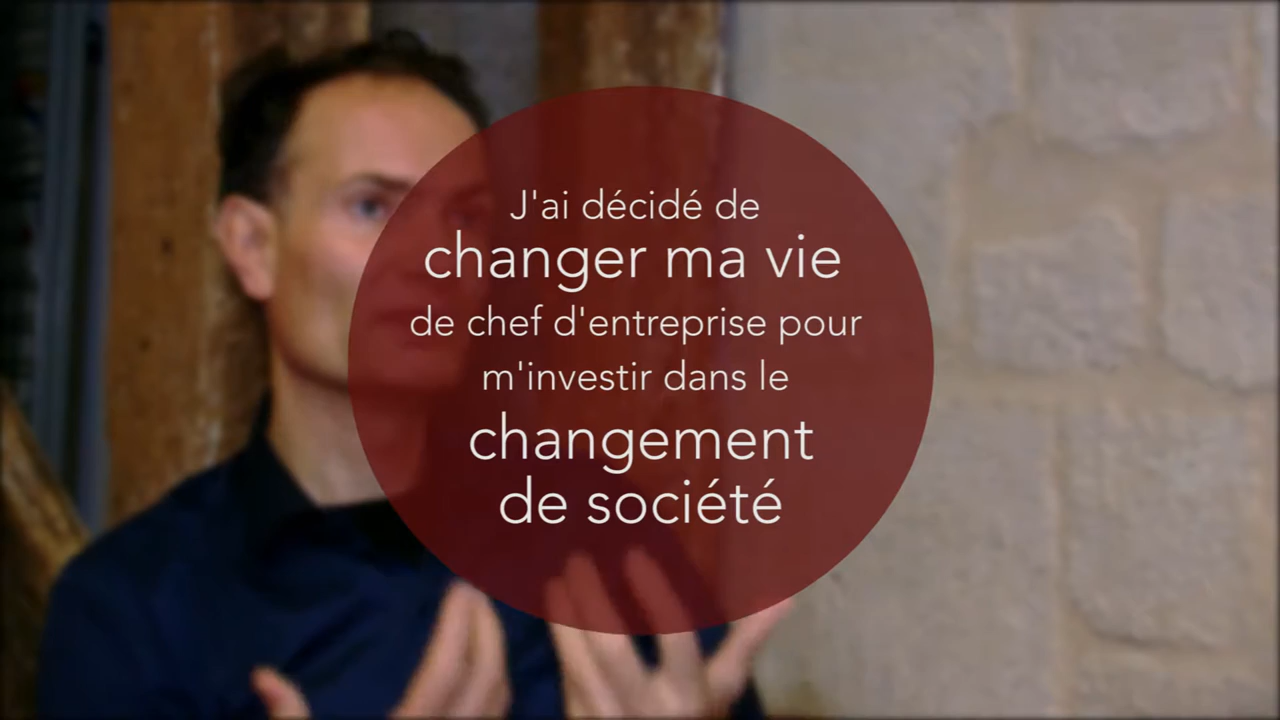 J'ai décidé de
changer ma vie
de chef d'entreprise pour
m'investir dans le
changement
de société